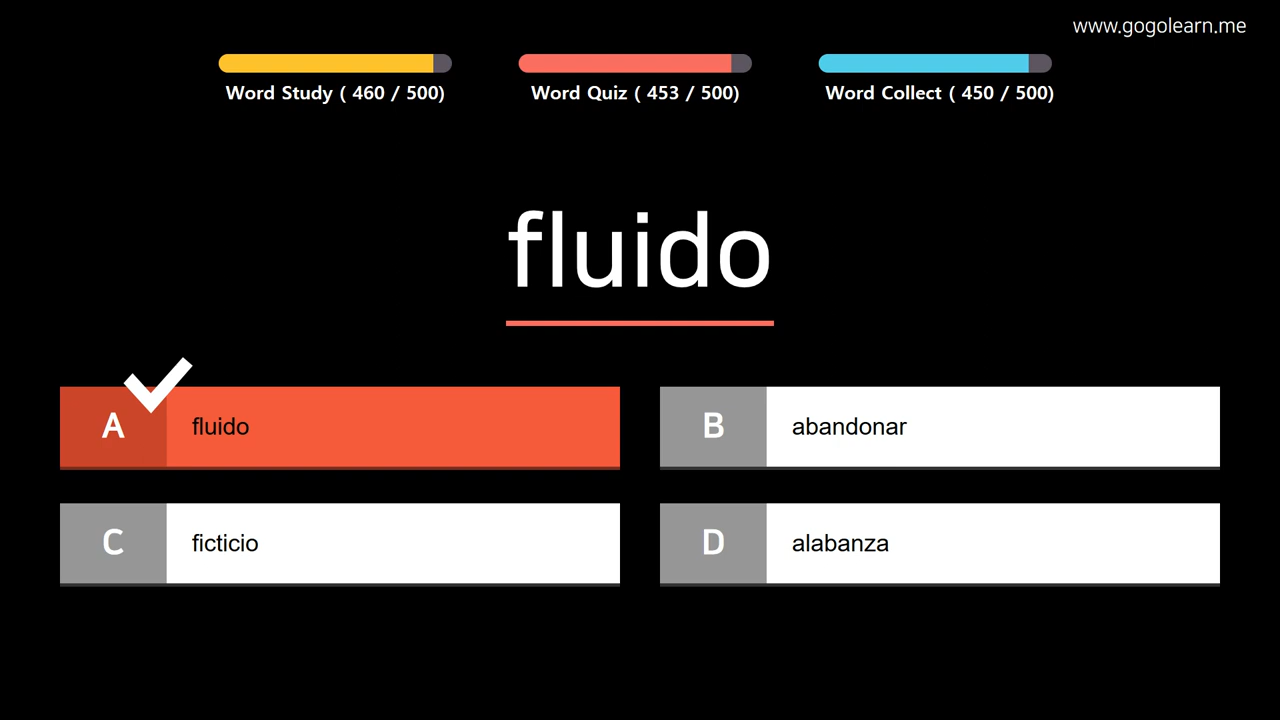 www.gogolearn.me
Word Study ( 460 / 500)
Word Quiz ( 453 / 500)
Word Collect ( 450 / 500)
fluido
A fluido
B abandonar
C ficticio
D alabanza